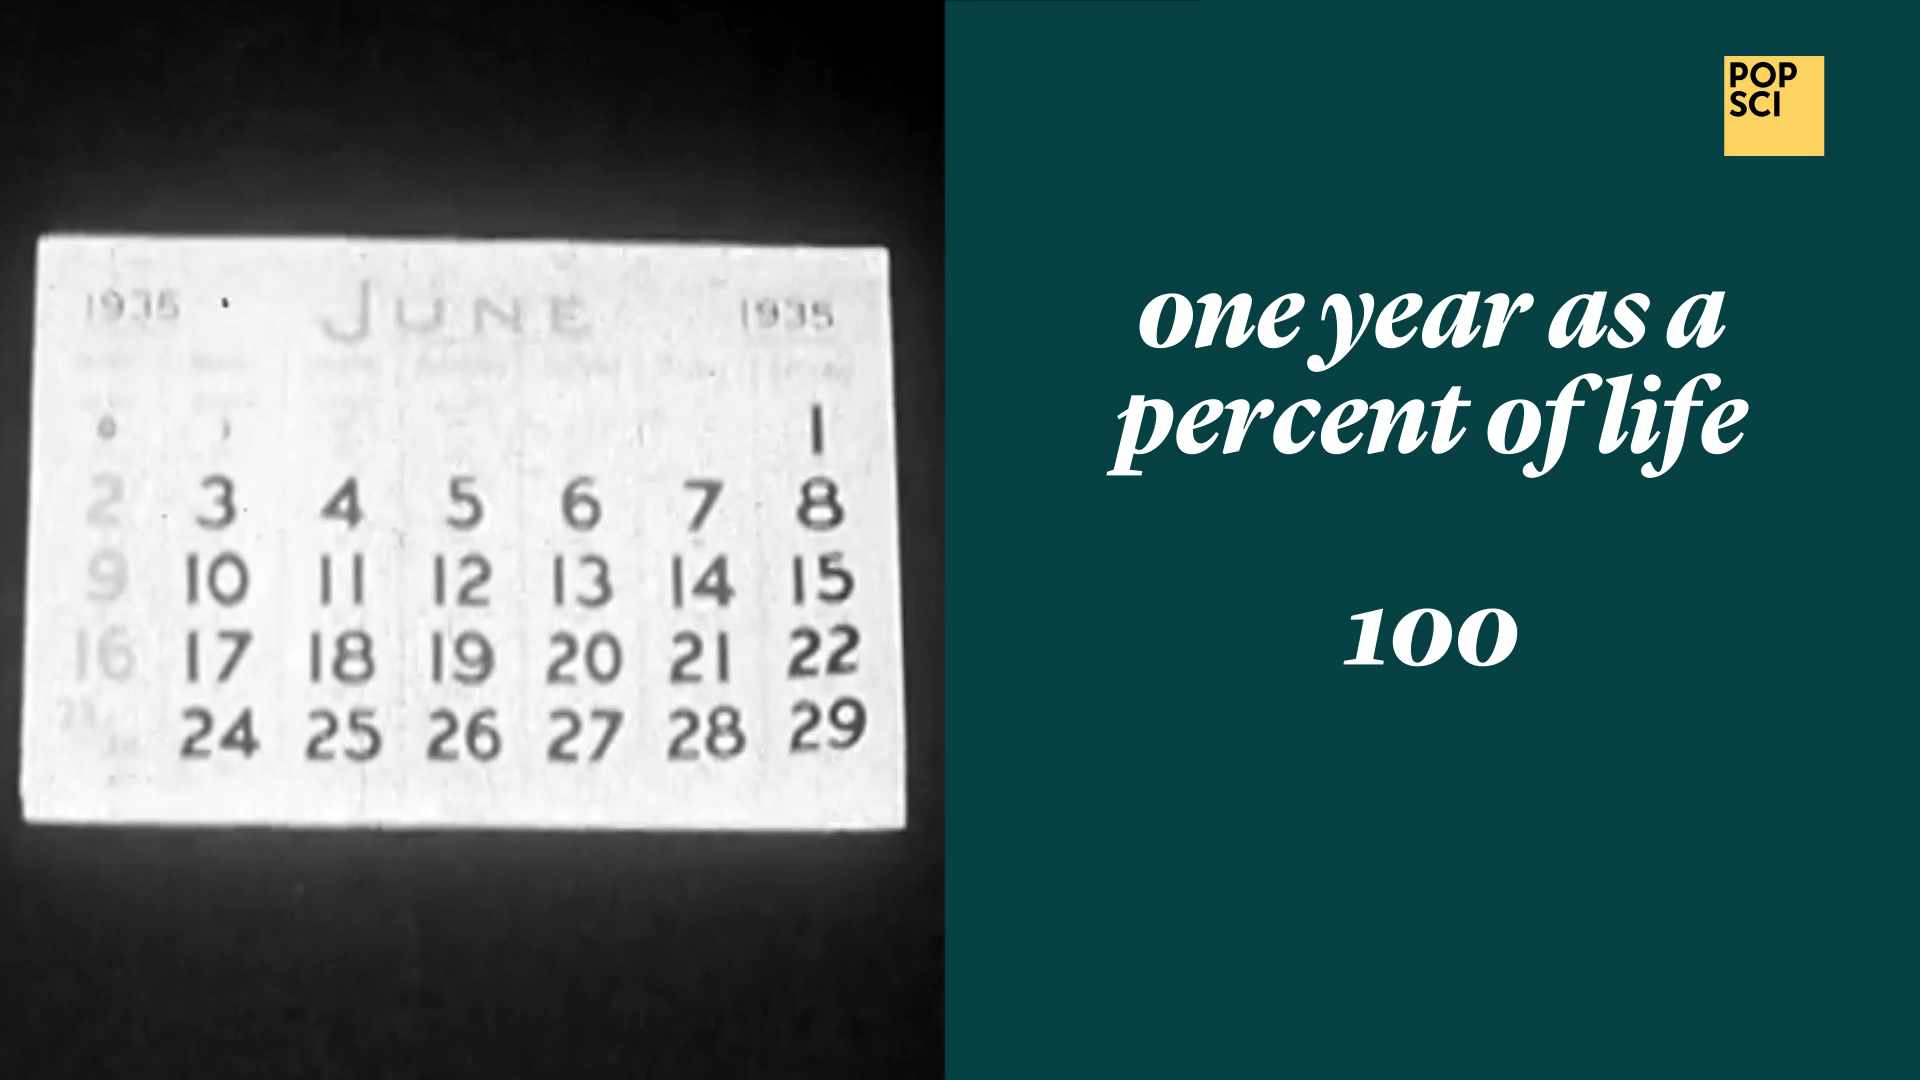 1935 JUNE 1935
1
2 3 4 5 6 7 8
9 10 11 12 13 14 15
16 17 18 19 20 21 22
24 25 26 27 28 29
POP
SCI
one year as a
percent of life
100